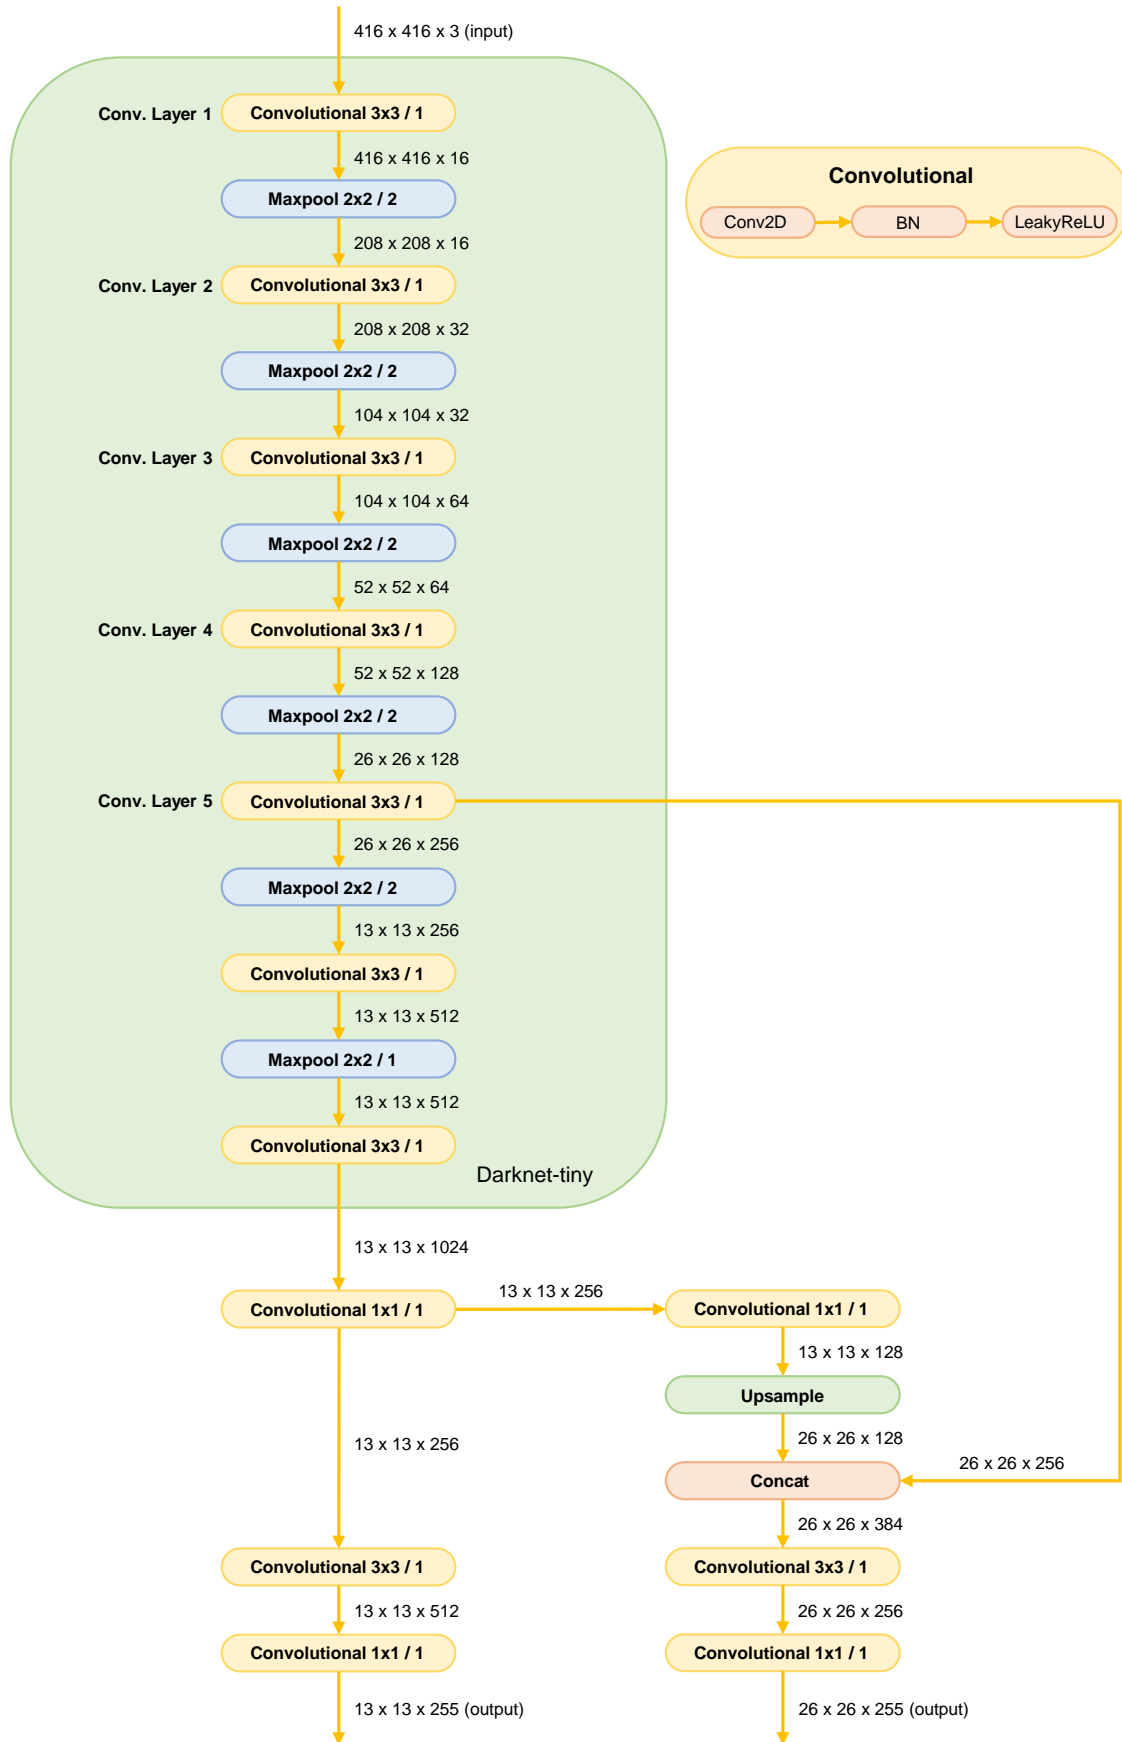 416 x 416 x 3 (input)
Conv. Layer 1
Convolutional 3x3 / 1
416 x 416 x 16
Maxpool 2x2 / 2
208 x 208 x 16
Conv. Layer 2
Convolutional 3x3 / 1
208 x 208 x 32
Maxpool 2x2 / 2
104 x 104 x 32
Conv. Layer 3
Convolutional 3x3 / 1
104 x 104 x 64
Maxpool 2x2 / 2
52 x 52 x 64
Conv. Layer 4
Convolutional 3x3 / 1
52 x 52 x 128
Maxpool 2x2 / 2
26 x 26 x 128
Conv. Layer 5
Convolutional 3x3 / 1
26 x 26 x 256
Maxpool 2x2 / 2
13 x 13 x 256
Convolutional 3x3 / 1
13 x 13 x 512
Maxpool 2x2 / 1
13 x 13 x 512
Convolutional 3x3 / 1
Darknet-tiny
Convolutional
Conv2D
BN
LeakyReLU
13 x 13 x 1024
Convolutional 1x1 / 1
13 x 13 x 256
13 x 13 x 256
Convolutional 3x3 / 1
13 x 13 x 512
Convolutional 1x1 / 1
13 x 13 x 255 (output)
Convolutional 1x1 / 1
13 x 13 x 128
Upsample
26 x 26 x 128
26 x 26 x 256
Concat
26 x 26 x 384
Convolutional 3x3 / 1
26 x 26 x 256
Convolutional 1x1 / 1
26 x 26 x 255 (output)